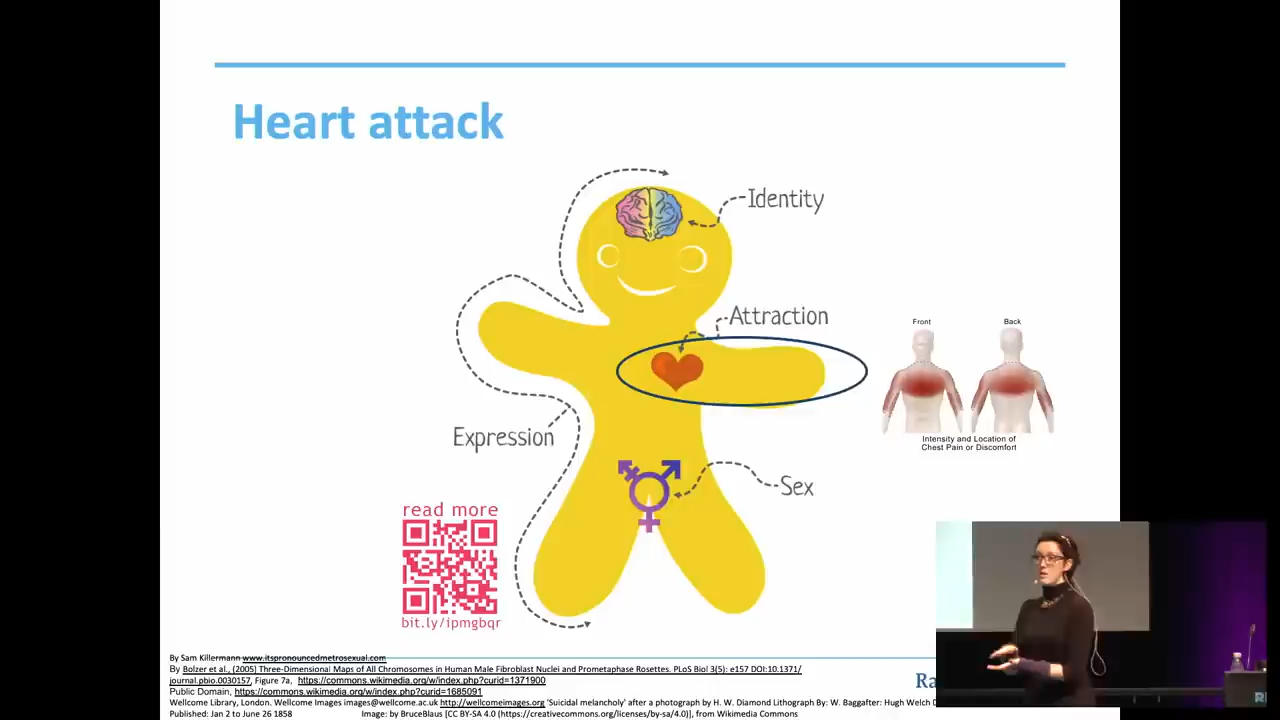 Heart attack
Identity
Attraction
Front
Back
Expression
Intensity and Location of
Chest Pain or Discomfort
Sex
read more
bit.ly/ipmgbqr
By Sam Killermann www.itspronouncedmetrosexual.com
By Bolzer et al., (2005) Three-Dimensional Maps of All Chromosomes in Human Male Fibroblast Nuclei and Prometaphase Rosettes. PLoS Biol 3(5): e157 DOI:10.1371/
journal.pbio.0030157, Figure 7a, https://commons.wikimedia.org/w/index.php?curid=1371900
Public Domain, https://commons.wikimedia.org/w/index.php?curid=1685091
Wellcome Library, London. Wellcome Images images@wellcome.ac.uk http://wellcomeimages.org 'Suicidal melancholy' after a photograph by H. W. Diamond Lithograph By: W. Baggafter: Hugh Welch D
Published: Jan 2 to June 26 1858 Image: by BruceBlaus [CC BY-SA 4.0 (https://creativecommons.org/licenses/by-sa/4.0)], from Wikimedia Commons